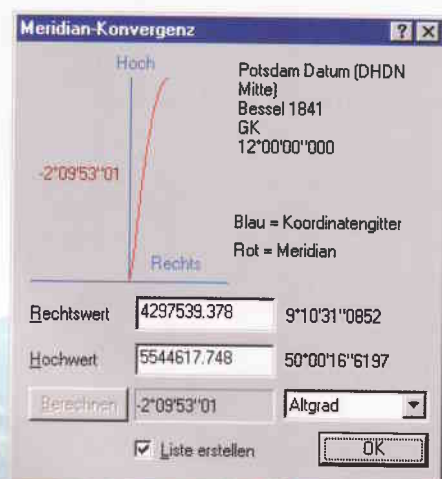 Meridian-Konvergenz
Hoch
Potsdam Datum (DHDN
Mitte)
Bessel 1841
GK
12°00'00''000
-2°09'53''01
Blau = Koordinatengitter
Rot = Meridian
Rechts
Rechtswert 4297539.378 9°10'31''0852
Hochwert 5544617.748 50°00'16''6197
Berechnen -2°09'53''01 Altgrad
Liste erstellen OK